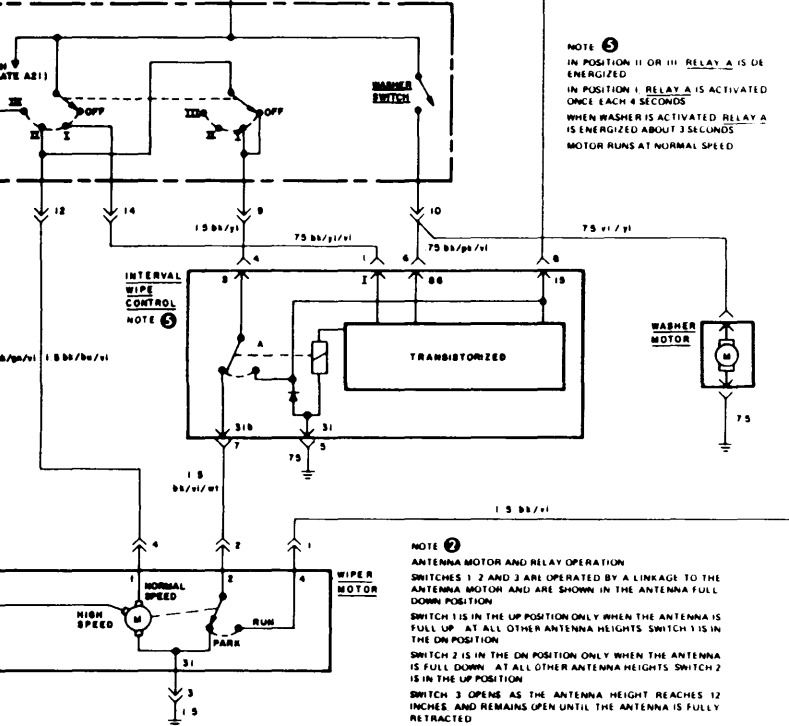 NOTE 5
IN POSITION II OR III RELAY A IS DE
ENERGIZED
IN POSITION I RELAY A IS ACTIVATED
ONCE EACH 4 SECONDS
WHEN WASHER IS ACTIVATED RELAY A
IS ENERGIZED ABOUT 3 SECONDS
MOTOR RUNS AT NORMAL SPEED
ATE A21)
III
OFF
II
I
III
OFF
II
I
WASHER
SWITCH
12
14
9
10
1 5 bk/yl
75 bk/yl/vl
75 bk/pk/vl
75 vl / yl
4
1
6
8
INTERVAL
WIPE
CONTROL
NOTE 5
I
86
15
A
TRANSISTORIZED
WASHER
MOTOR
M
1 5 bk/bu/vl
31b
31
7
5
75
75
1 5
bk/vl/wt
1 5 bk/vl
4
2
1
1
2
4
WIPER
MOTOR
NORMAL
SPEED
HIGH
SPEED
M
RUN
PARK
31
3
1 5
NOTE 2
ANTENNA MOTOR AND RELAY OPERATION
SWITCHES 1 2 AND 3 ARE OPERATED BY A LINKAGE TO THE
ANTENNA MOTOR AND ARE SHOWN IN THE ANTENNA FULL
DOWN POSITION
SWITCH 1 IS IN THE UP POSITION ONLY WHEN THE ANTENNA IS
FULL UP AT ALL OTHER ANTENNA HEIGHTS SWITCH 1 IS IN
THE DN POSITION
SWITCH 2 IS IN THE DN POSITION ONLY WHEN THE ANTENNA
IS FULL DOWN AT ALL OTHER ANTENNA HEIGHTS SWITCH 2
IS IN THE UP POSITION
SWITCH 3 OPENS AS THE ANTENNA HEIGHT REACHES 12
INCHES AND REMAINS OPEN UNTIL THE ANTENNA IS FULLY
RETRACTED